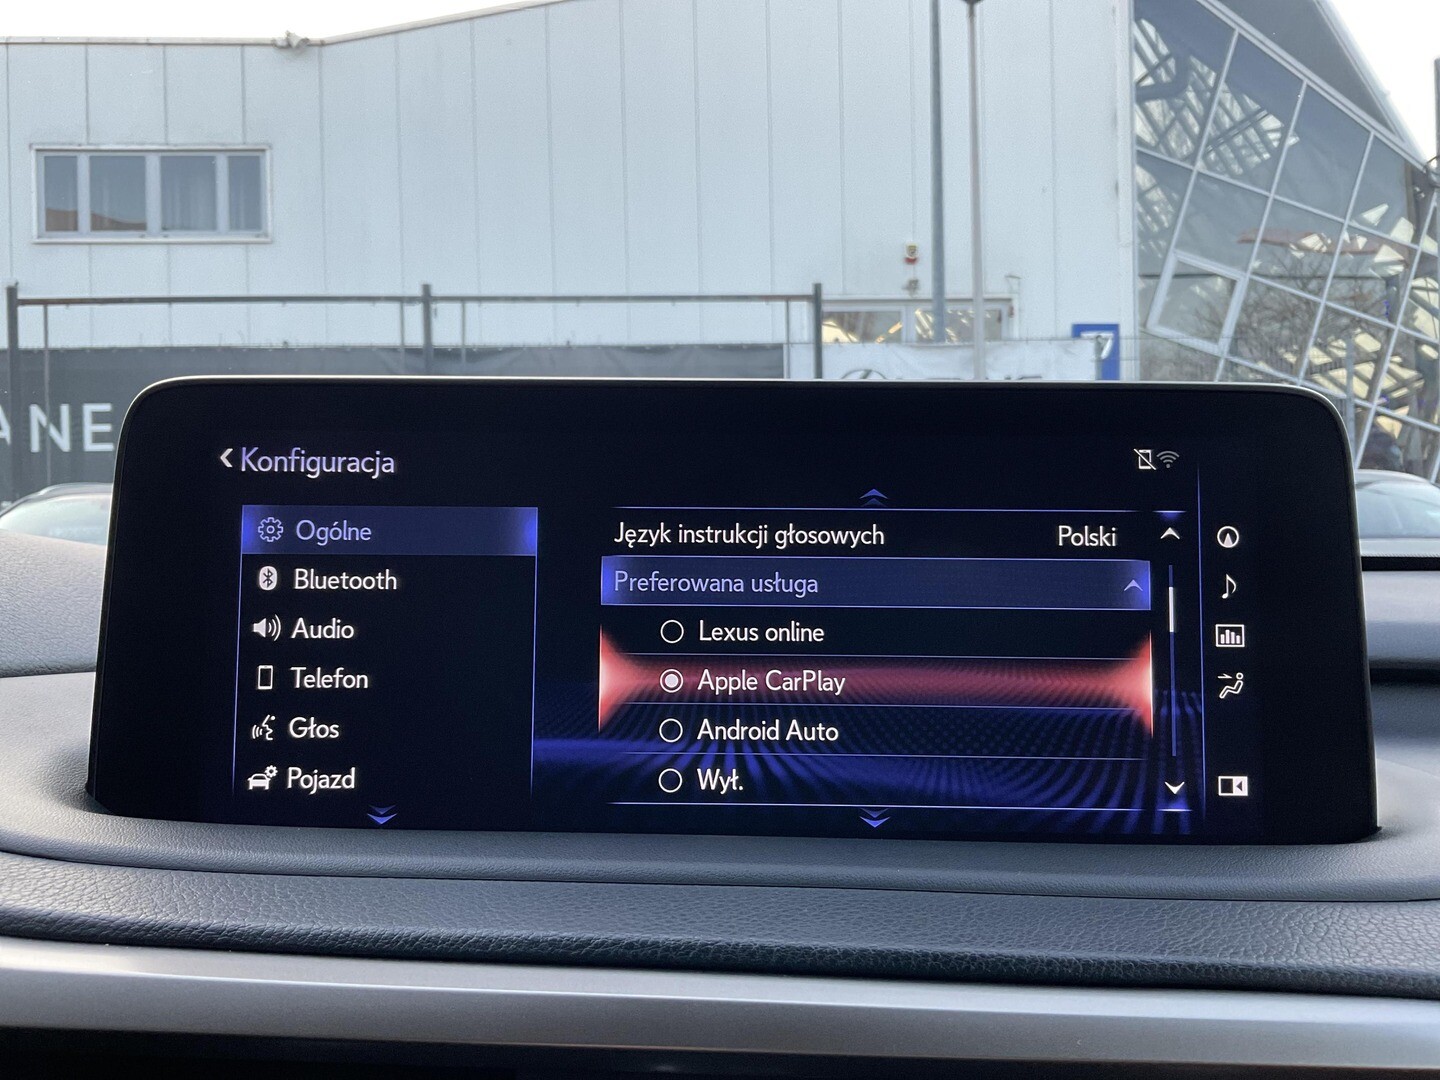 ANE
Konfiguracja
Ogólne
Bluetooth
Audio
Telefon
Głos
Pojazd
Język instrukcji głosowych Polski
Preferowana usługa
Lexus online
Apple CarPlay
Android Auto
Wył.